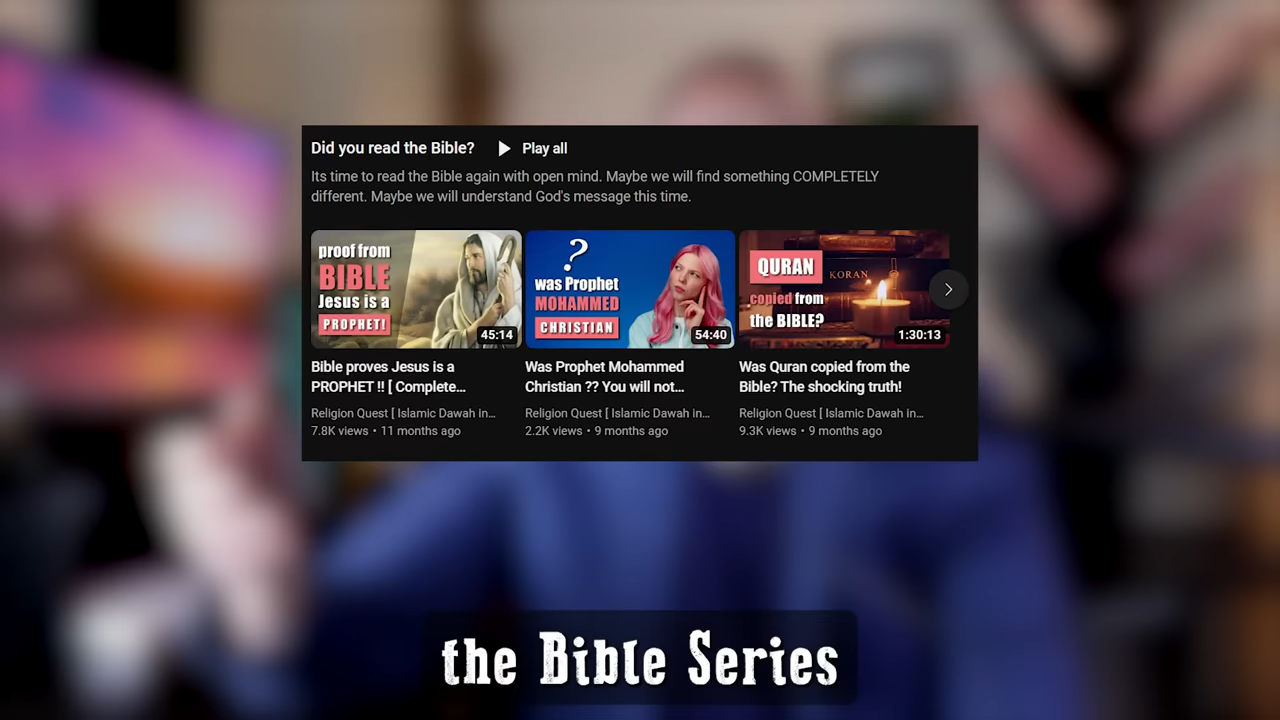 Did you read the Bible?
Play all
Its time to read the Bible again with open mind. Maybe we will find something COMPLETELY
different. Maybe we will understand God's message this time.
proof from
BIBLE
Jesus is a
PROPHET!
45:14
?
was Prophet
MOHAMMED
CHRISTIAN
54:40
QURAN
KORAN
copied from
the BIBLE?
1:30:13
Bible proves Jesus is a
PROPHET !! [ Complete...
Religion Quest [ Islamic Dawah in...
7.8K views • 11 months ago
Was Prophet Mohammed
Christian ?? You will not...
Religion Quest [ Islamic Dawah in...
2.2K views • 9 months ago
Was Quran copied from the
Bible? The shocking truth!
Religion Quest [ Islamic Dawah in...
9.3K views • 9 months ago
the Bible Series